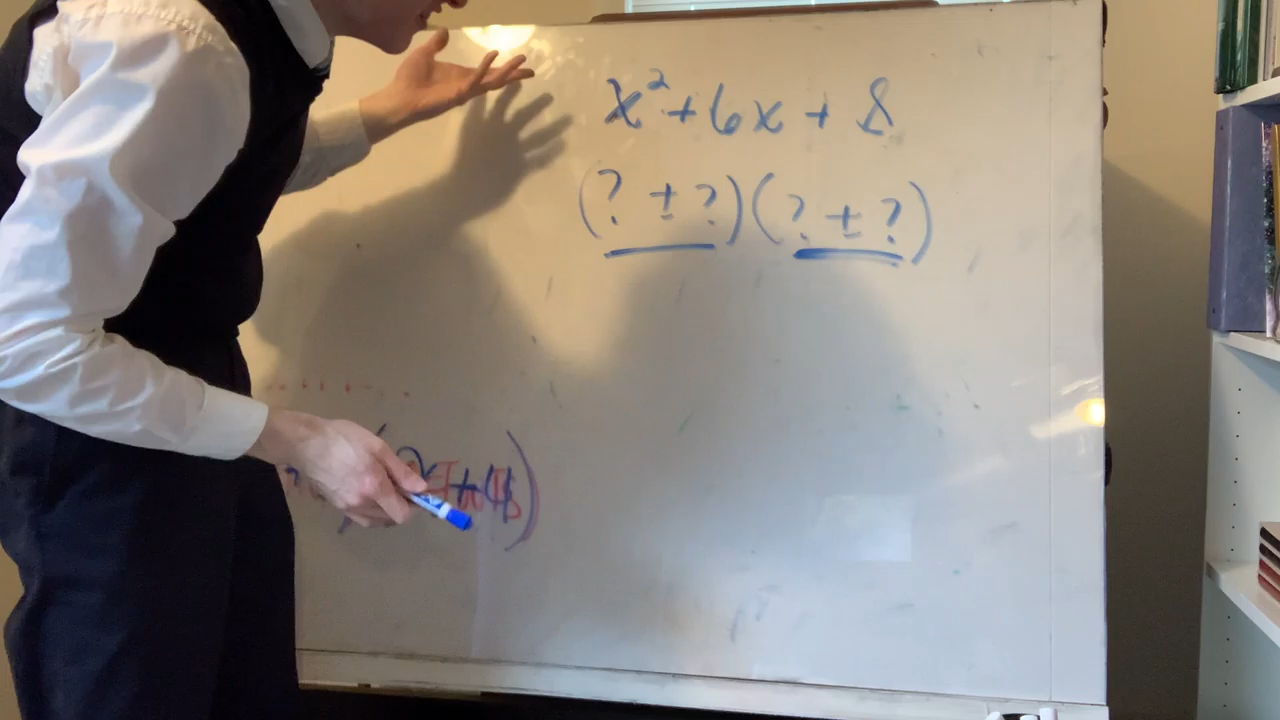 x² + 6x + 8
(? ± ?)(? ± ?)